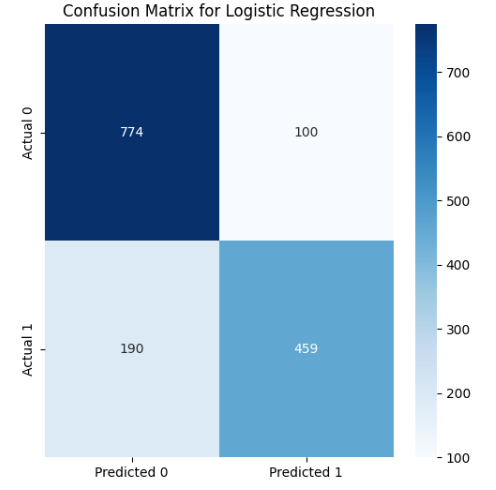 Confusion Matrix for Logistic Regression
Actual 0
774
100
Actual 1
190
459
Predicted 0
Predicted 1
700
600
500
400
300
200
100